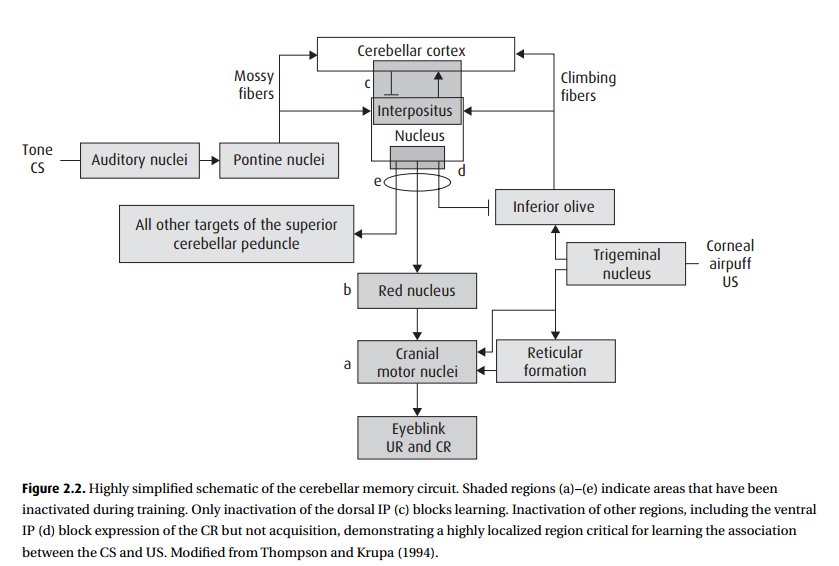 Cerebellar cortex
Mossy
fibers
c
Climbing
fibers
Interpositus
Nucleus
Tone
CS
Auditory nuclei
Pontine nuclei
d
e
Inferior olive
All other targets of the superior
cerebellar peduncle
Trigeminal
nucleus
Corneal
airpuff
US
b
Red nucleus
a
Cranial
motor nuclei
Reticular
formation
Eyeblink
UR and CR
Figure 2.2. Highly simplified schematic of the cerebellar memory circuit. Shaded regions (a)–(e) indicate areas that have been
inactivated during training. Only inactivation of the dorsal IP (c) blocks learning. Inactivation of other regions, including the ventral
IP (d) block expression of the CR but not acquisition, demonstrating a highly localized region critical for learning the association
between the CS and US. Modified from Thompson and Krupa (1994).